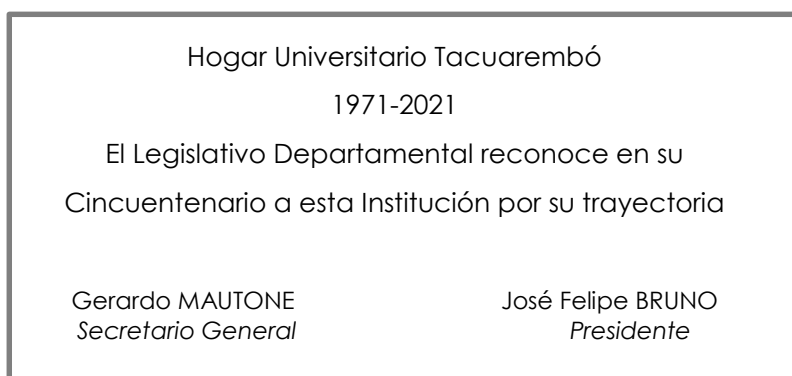 Hogar Universitario Tacuarembó
1971-2021
El Legislativo Departamental reconoce en su
Cincuentenario a esta Institución por su trayectoria
Gerardo MAUTONE José Felipe BRUNO
Secretario General Presidente